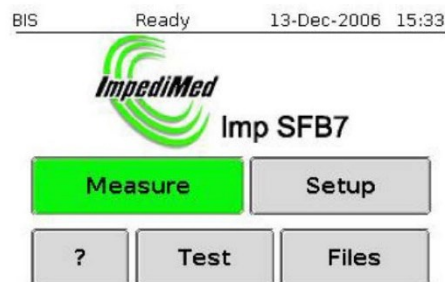 BIS Ready 13-Dec-2006 15:33
ImpediMed
Imp SFB7
Measure Setup
? Test Files